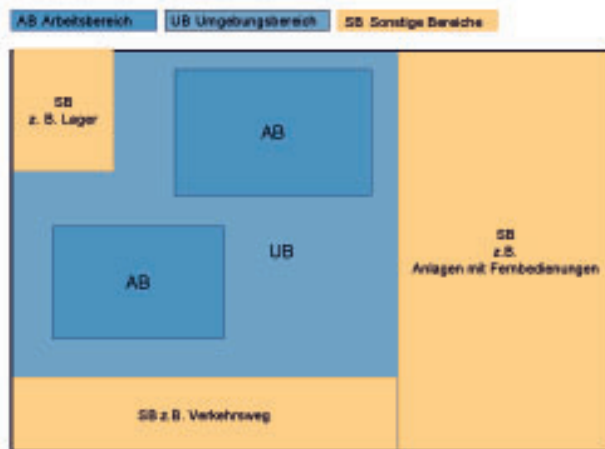 AB Arbeitsbereich
UB Umgebungsbereich
SB Sonstige Bereiche
SB
z. B. Lager
AB
SB
z.B.
Anlagen mit Fernbedienungen
UB
AB
SB z.B. Verkehrsweg